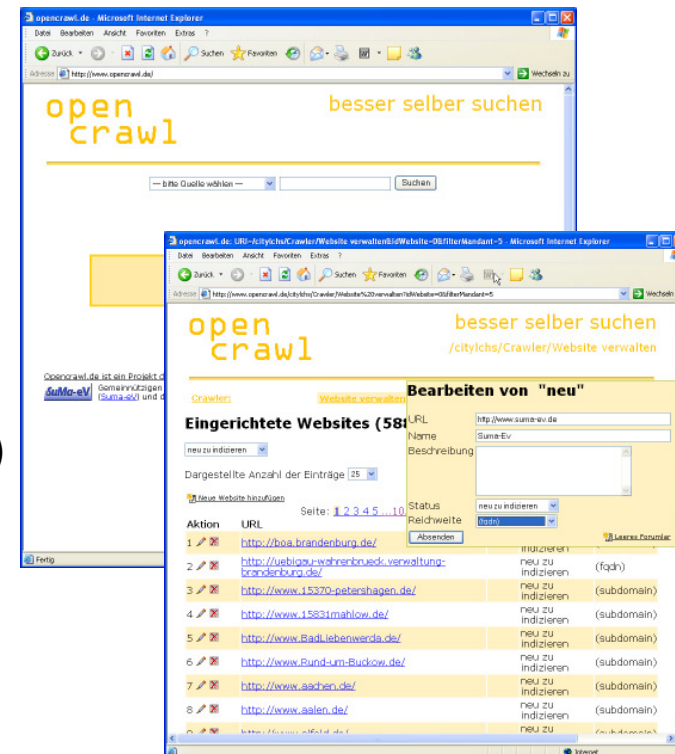 opencrawl.de - Microsoft Internet Explorer
Datei Bearbeiten Ansicht Favoriten Extras ?
Zurück Suchen Favoriten
Adresse http://www.opencrawl.de/ Wechseln zu
open
crawl
besser selber suchen
--- bitte Quelle wählen --- Suchen
Opencrawl.de ist ein Projekt d
SuMa-eV Gemeinnützigen
(Suma-eV) und d
Fertig
opencrawl.de: URI=/citylchs/Crawler/Website verwalten&idWebsite=0&filterMandant=5 - Microsoft Internet Explorer
Datei Bearbeiten Ansicht Favoriten Extras ?
Zurück Suchen Favoriten
Adresse http://www.opencrawl.de/citylchs/Crawler/Website%20verwalten?idWebsite=0&filterMandant=5 Wechseln
open
crawl
besser selber suchen
/citylchs/Crawler/Website verwalten
Crawler: Website verwalten
Eingerichtete Websites (58
neu zu indizieren
Dargestellte Anzahl der Einträge 25
Neue Website hinzufügen
Seite: 1 2 3 4 5 ...10
Bearbeiten von "neu"
URL http://www.suma-ev.de
Name Suma-Ev
Beschreibung
Status neu zu indizieren
Reichweite (fqdn)
Absenden Leeres Forumlar
Aktion URL
1 http://boa.brandenburg.de/ indizieren
2 http://uebigau-wahrenbrueck.verwaltung-brandenburg.de/ neu zu indizieren (fqdn)
3 http://www.15370-petershagen.de/ neu zu indizieren (subdomain)
4 http://www.15831mahlow.de/ neu zu indizieren (subdomain)
5 http://www.BadLiebenwerda.de/ neu zu indizieren (subdomain)
6 http://www.Rund-um-Buckow.de/ neu zu indizieren (subdomain)
7 http://www.aachen.de/ neu zu indizieren (subdomain)
8 http://www.aalen.de/ neu zu indizieren (subdomain)
neu zu
Internet
)